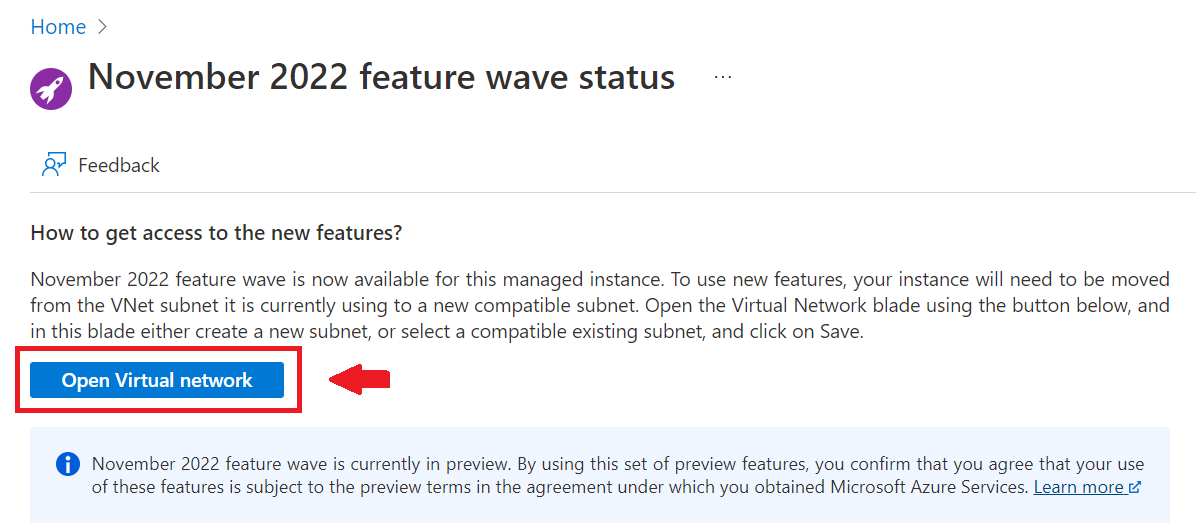 Home
November 2022 feature wave status
Feedback
How to get access to the new features?
November 2022 feature wave is now available for this managed instance. To use new features, your instance will need to be moved
from the VNet subnet it is currently using to a new compatible subnet. Open the Virtual Network blade using the button below, and
in this blade either create a new subnet, or select a compatible existing subnet, and click on Save.
Open Virtual network
November 2022 feature wave is currently in preview. By using this set of preview features, you confirm that you agree that your use
of these features is subject to the preview terms in the agreement under which you obtained Microsoft Azure Services. Learn more